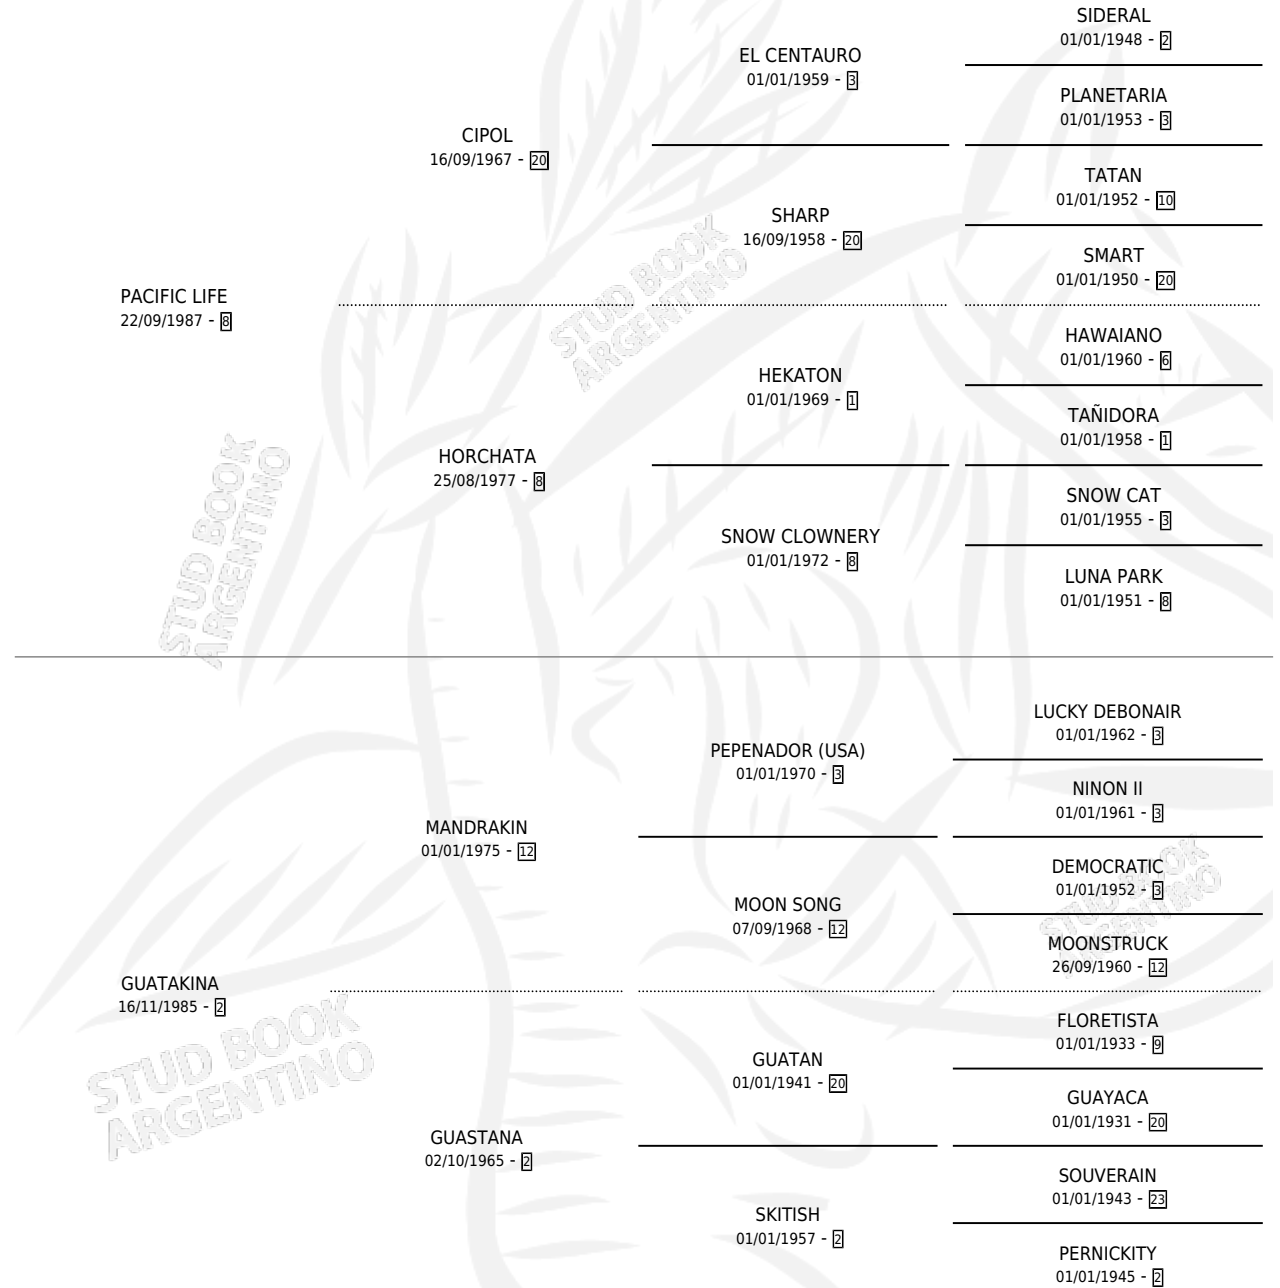 SIDERAL
01/01/1948 - 2
EL CENTAURO
01/01/1959 - 3
PLANETARIA
01/01/1953 - 3
CIPOL
16/09/1967 - 20
TATAN
01/01/1952 - 10
SHARP
16/09/1958 - 20
SMART
01/01/1950 - 20
PACIFIC LIFE
22/09/1987 - 8
HAWAIANO
01/01/1960 - 6
HEKATON
01/01/1969 - 1
TAÑIDORA
01/01/1958 - 1
HORCHATA
25/08/1977 - 8
SNOW CAT
01/01/1955 - 3
SNOW CLOWNERY
01/01/1972 - 8
LUNA PARK
01/01/1951 - 8
LUCKY DEBONAIR
01/01/1962 - 3
PEPENADOR (USA)
01/01/1970 - 3
NINON II
01/01/1961 - 3
MANDRAKIN
01/01/1975 - 12
DEMOCRATIC
01/01/1952 - 3
MOON SONG
07/09/1968 - 12
MOONSTRUCK
26/09/1960 - 12
GUATAKINA
16/11/1985 - 2
FLORETISTA
01/01/1933 - 9
GUATAN
01/01/1941 - 20
GUAYACA
01/01/1931 - 20
GUASTANA
02/10/1965 - 2
SOUVERAIN
01/01/1943 - 23
SKITISH
01/01/1957 - 2
PERNICKITY
01/01/1945 - 2
STUD BOOK
ARGENTINO
STUD BOOK
ARGENTINO
STUD BOOK
ARGENTINO
STUD BOOK
ARGENTINO